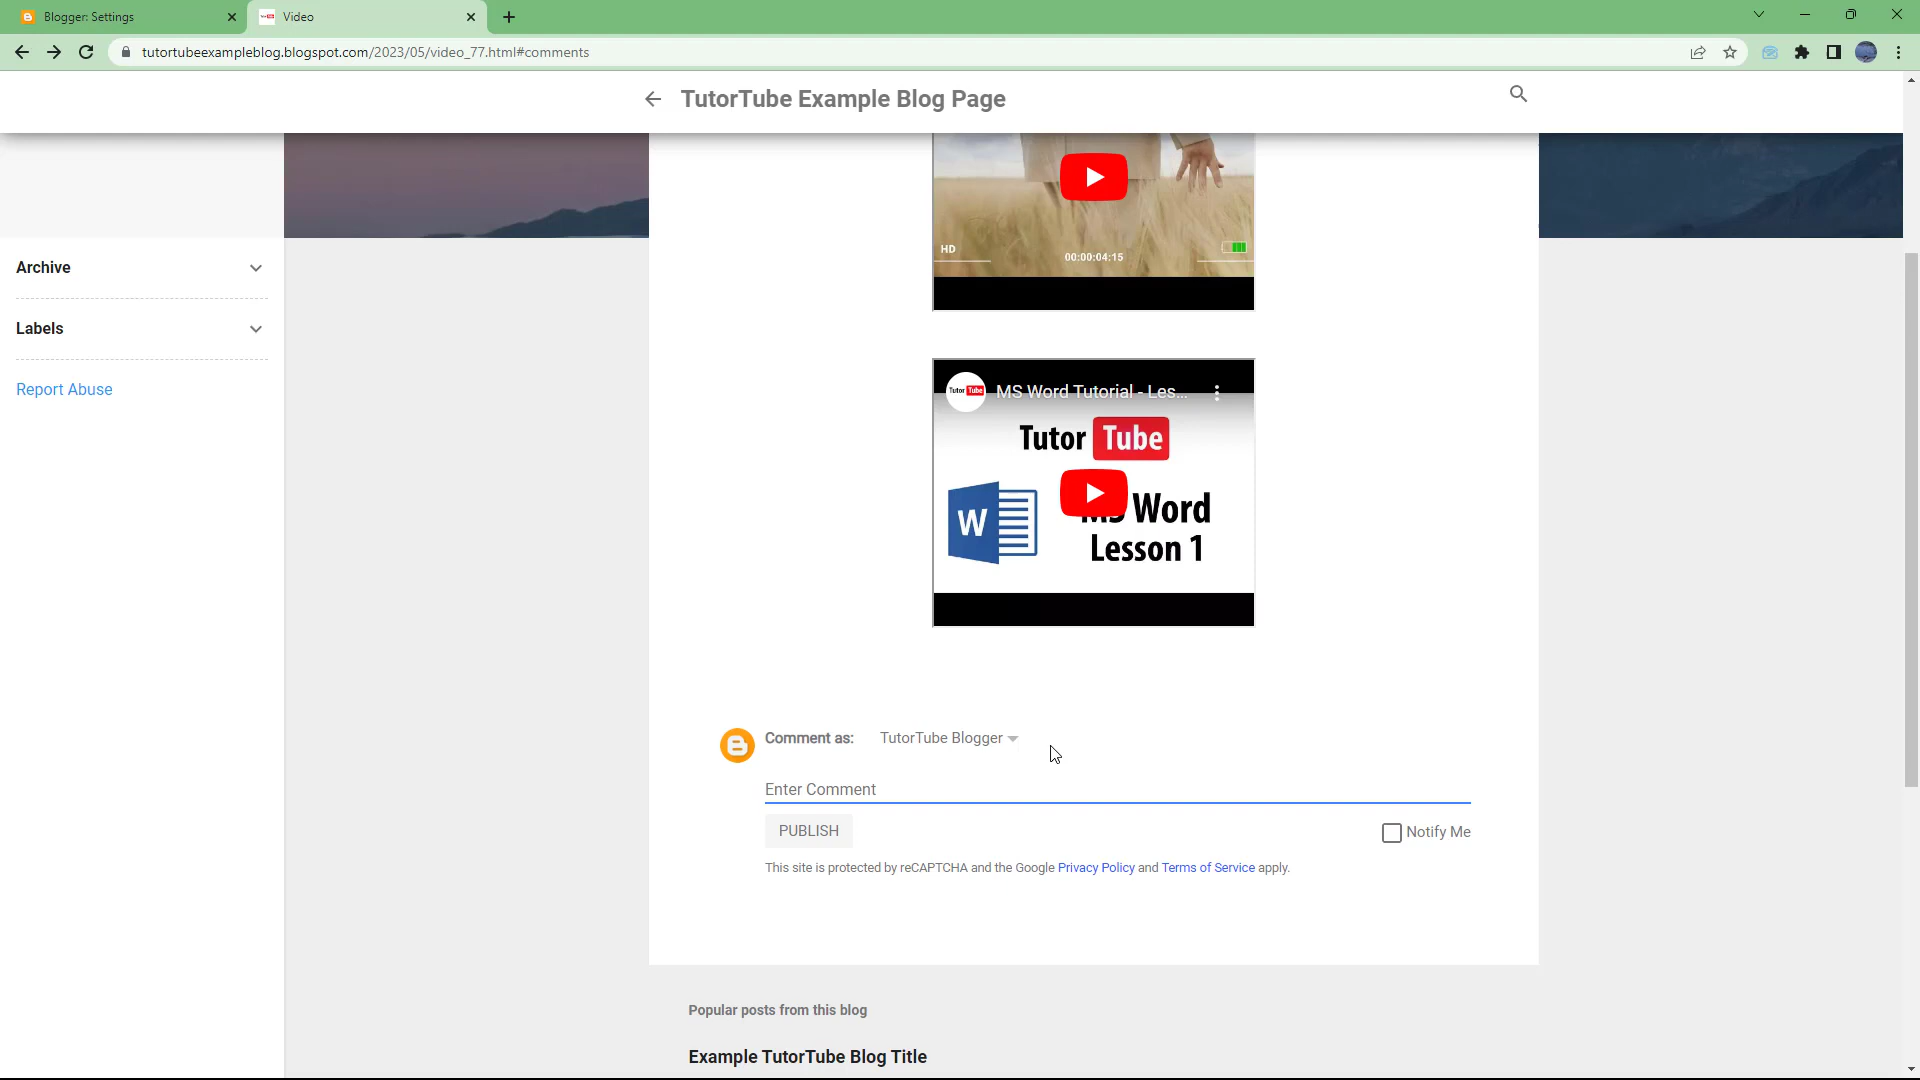 Blogger: Settings
Video
tutortubeexampleblog.blogspot.com/2023/05/video_77.html#comments
TutorTube Example Blog Page
HD
00:00:04:15
Archive
Labels
Report Abuse
Tutor Tube
MS Word Tutorial - Les...
Tutor Tube
W
MS Word
Lesson 1
Comment as: TutorTube Blogger
Enter Comment
PUBLISH
Notify Me
This site is protected by reCAPTCHA and the Google Privacy Policy and Terms of Service apply.
Popular posts from this blog
Example TutorTube Blog Title